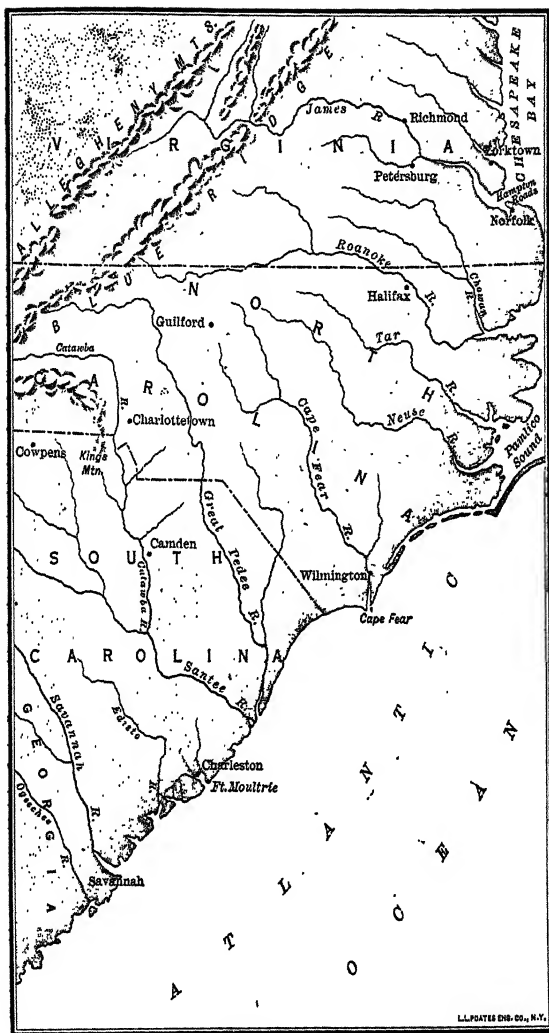 ALLEGHENY MTS.
CHESAPEAKE BAY
BLUE RIDGE
VIRGINIA
James R
Richmond
Yorktown
Petersburg
Hampton Roads
Norfolk
Roanoke R.
Chowan R.
Halifax
NORTH CAROLINA
Guilford
Tar R.
Catawba R.
Neuse R.
Cape Fear R.
Pamlico Sound
Charlottetown
Cowpens
Kings Mtn.
Great Pedee R.
Camden
Catawba R.
SOUTH CAROLINA
Wilmington
Cape Fear
Santee R.
Edisto R.
Savannah R.
GEORGIA
Ogeechee R.
Charleston
Ft. Moultrie
Savannah
ATLANTIC OCEAN
L.L.POATES ENG. CO., N.Y.